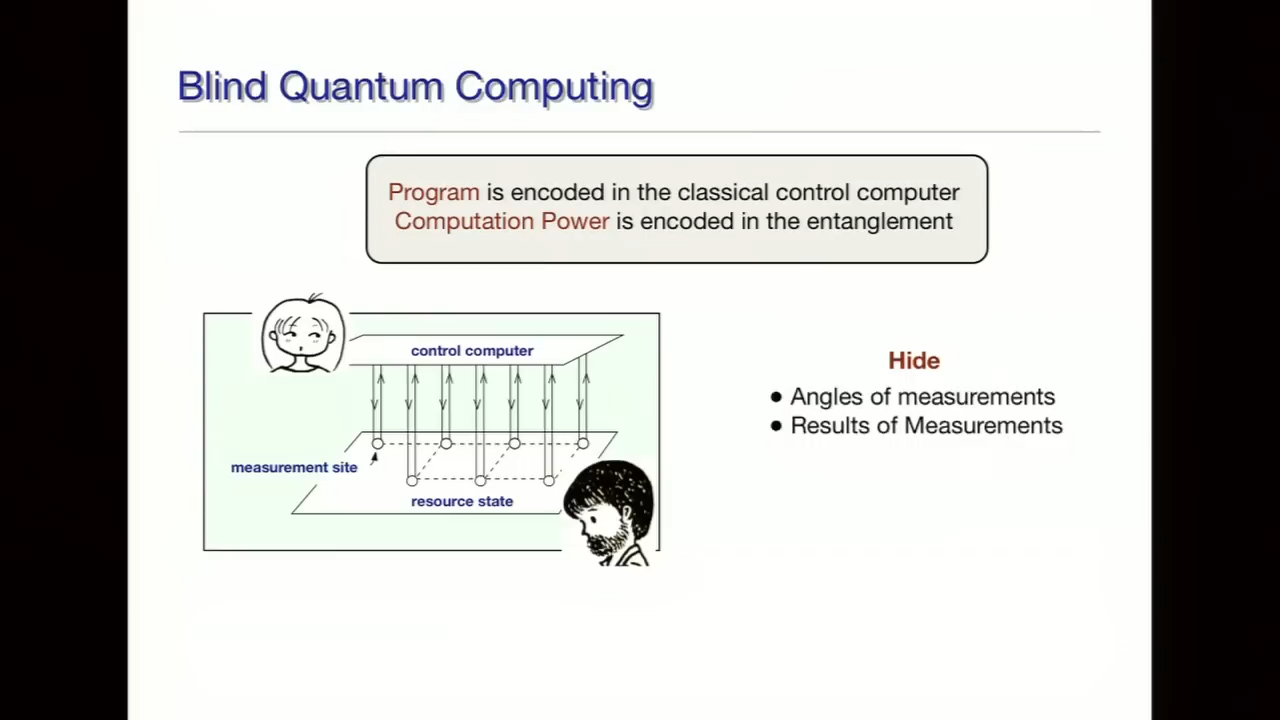 Blind Quantum Computing
Program is encoded in the classical control computer
Computation Power is encoded in the entanglement
control computer
measurement site
resource state
Hide
● Angles of measurements
● Results of Measurements